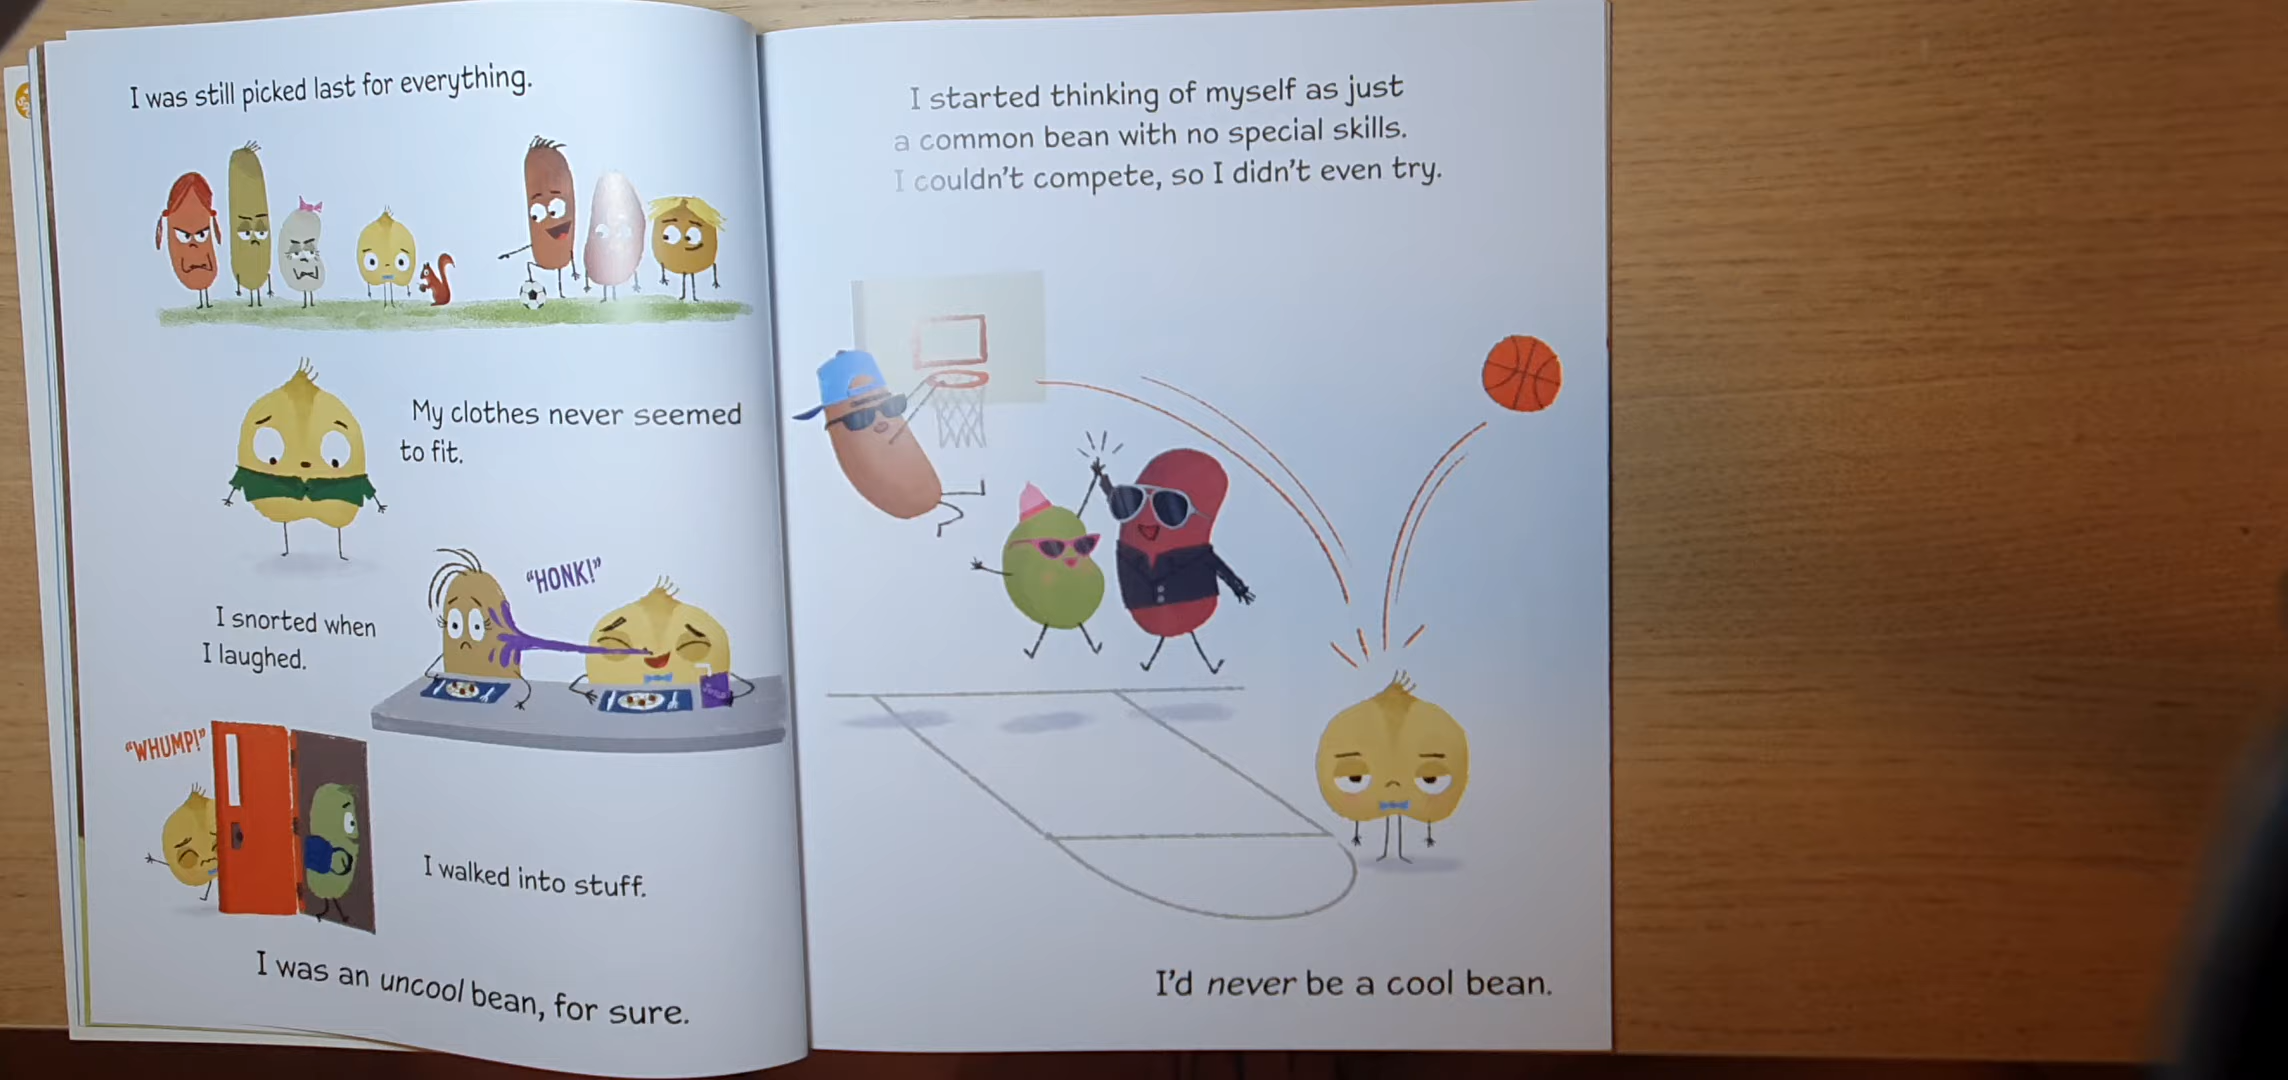 I was still picked last for everything.
My clothes never seemed
to fit.
"HONK!"
I snorted when
I laughed.
"WHUMP!"
I walked into stuff.
I was an uncool bean, for sure.
I started thinking of myself as just
a common bean with no special skills.
I couldn't compete, so I didn't even try.
I'd never be a cool bean.